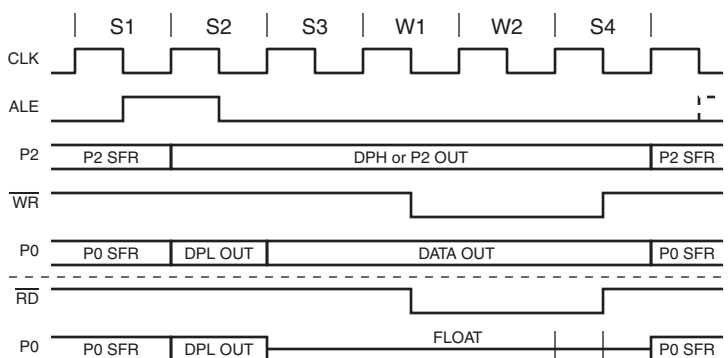 S1 S2 S3 W1 W2 S4
CLK
ALE
P2 P2 SFR DPH or P2 OUT P2 SFR
WR
P0 P0 SFR DPL OUT DATA OUT P0 SFR
RD
P0 P0 SFR DPL OUT FLOAT P0 SFR